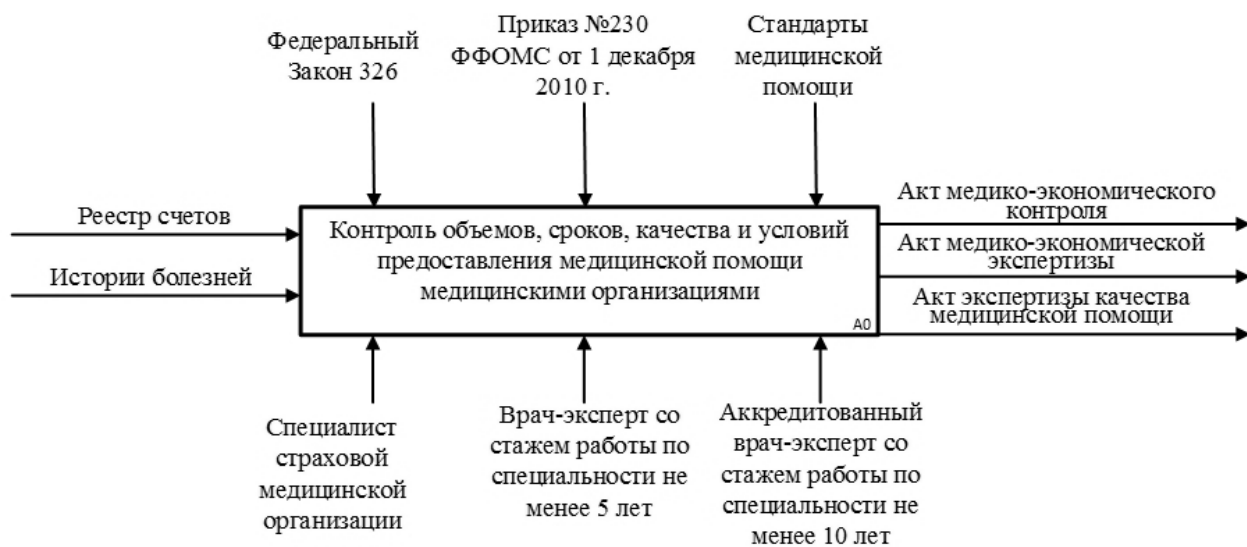 Федеральный
Закон 326
Приказ №230
ФФОМС от 1 декабря
2010 г.
Стандарты
медицинской
помощи
Реестр счетов
Истории болезней
Контроль объемов, сроков, качества и условий
предоставления медицинской помощи
медицинскими организациями
A0
Акт медико-экономического
контроля
Акт медико-экономической
экспертизы
Акт экспертизы качества
медицинской помощи
Специалист
страховой
медицинской
организации
Врач-эксперт со
стажем работы по
специальности не
менее 5 лет
Аккредитованный
врач-эксперт со
стажем работы по
специальности не
менее 10 лет